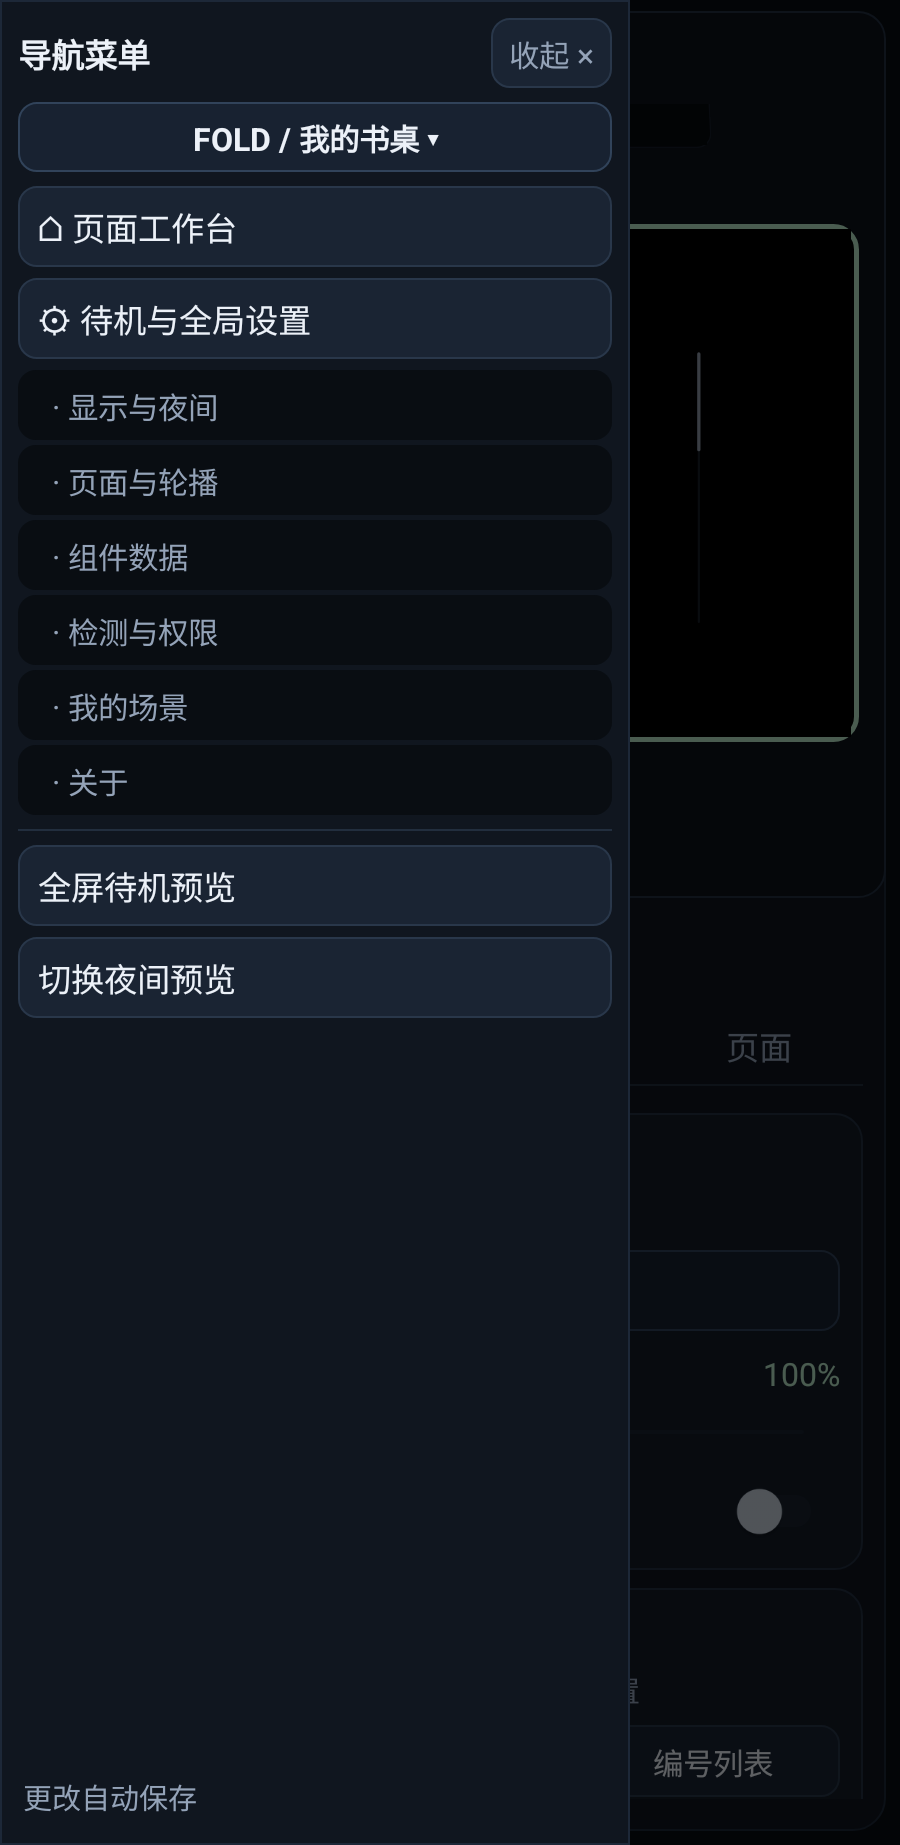 导航菜单
收起 ×
FOLD / 我的书桌 ▾
页面工作台
待机与全局设置
· 显示与夜间
· 页面与轮播
· 组件数据
· 检测与权限
· 我的场景
· 关于
全屏待机预览
切换夜间预览
页面
100%
编号列表
更改自动保存